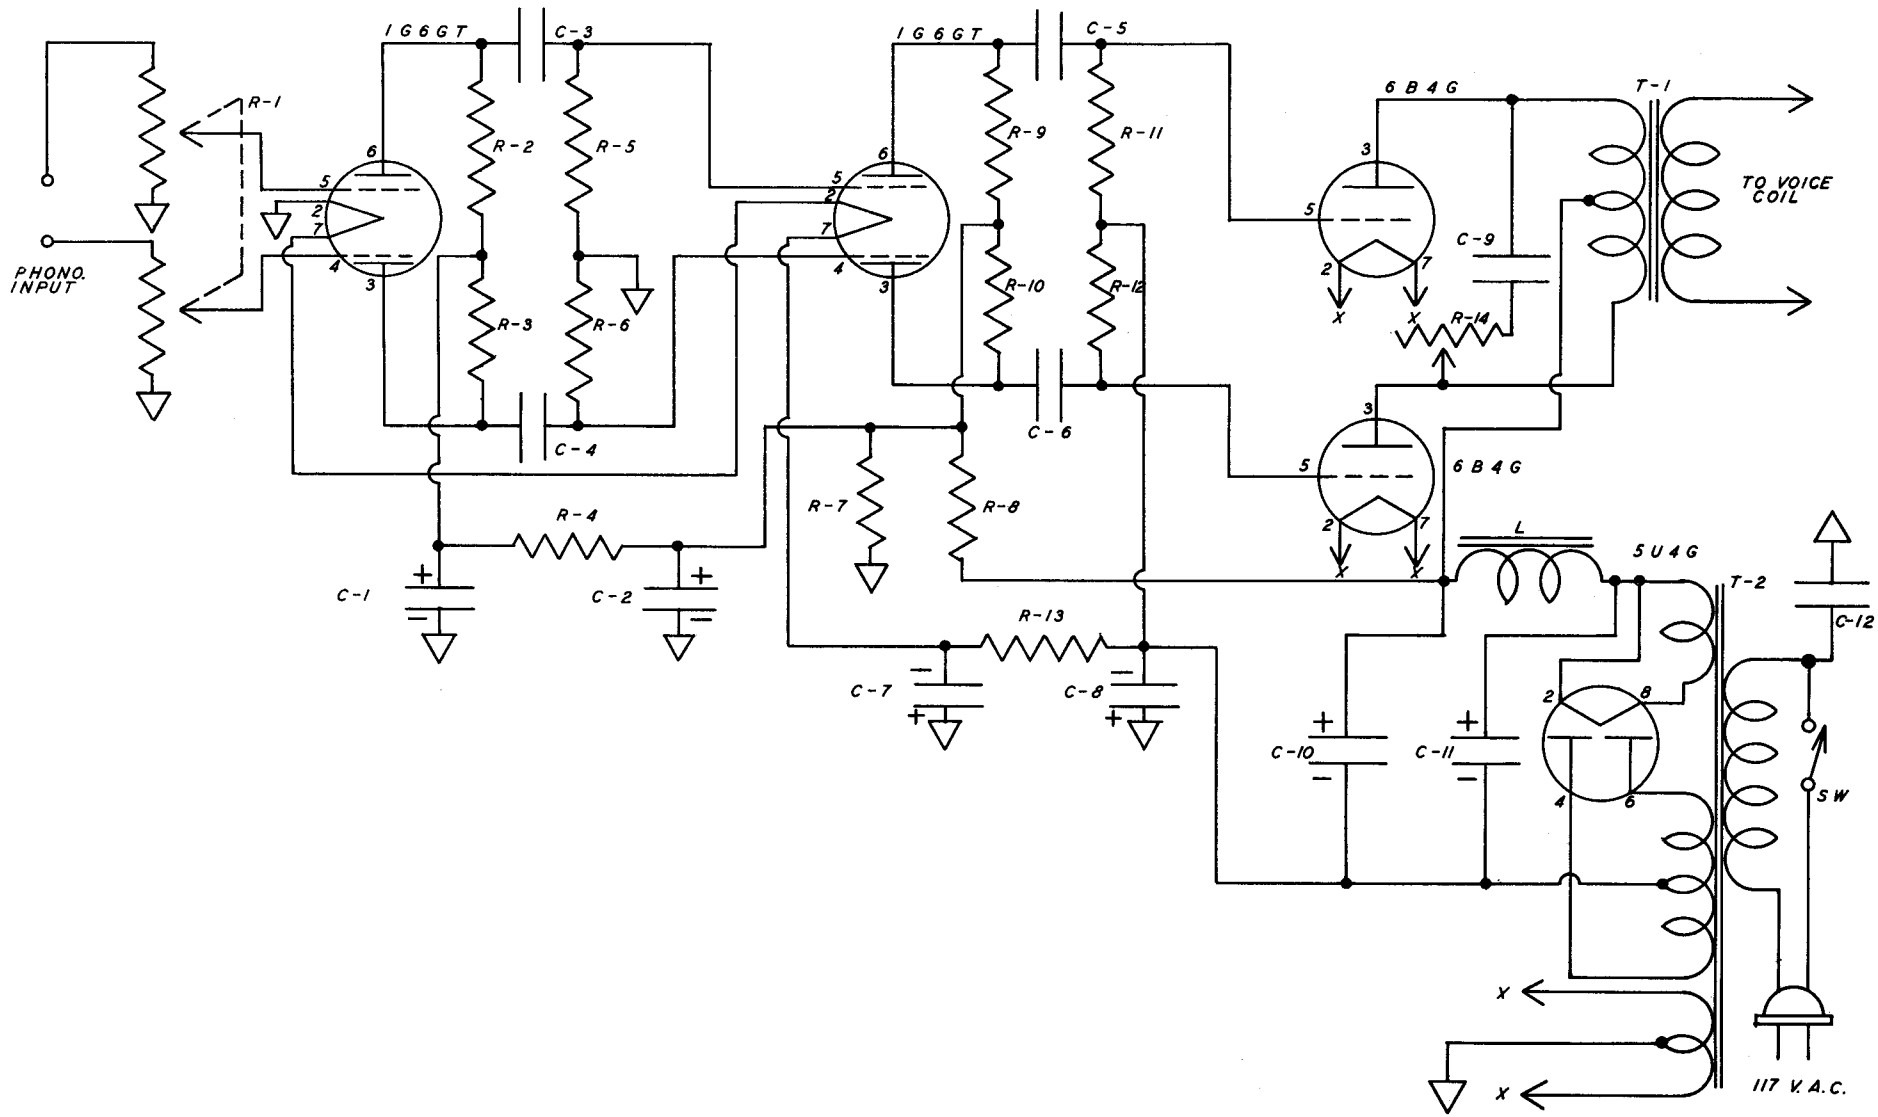 1G6GT
C-3
1G6GT
C-5
6B4G
T-1
R-1
R-2
R-5
R-9
R-11
6
5
2
7
4
3
6
5
2
7
4
3
3
5
2
7
X
X
TO VOICE
COIL
C-9
PHONO.
INPUT
R-3
R-6
R-10
R-12
R-14
C-4
C-6
3
5
2
7
X
X
6B4G
R-4
R-7
R-8
L
5U4G
T-2
C-1
+
−
C-2
+
−
R-13
C-12
C-7
−
+
C-8
−
+
2
8
4
6
C-10
+
−
C-11
+
−
SW
X
X
117 V.A.C.